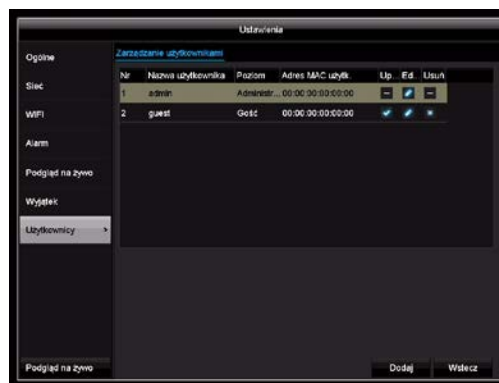 Ustawienia
Ogólne
Sieć
WIFI
Alarm
Podgląd na żywo
Wyjątek
Użytkownicy >
Podgląd na żywo
Zarządzanie użytkownikami
Nr Nazwa użytkownika Poziom Adres MAC użytk. Up... Ed... Usuń
1 admin Administr... 00:00:00:00:00:00
2 guest Gość 00:00:00:00:00:00
Dodaj Wstecz